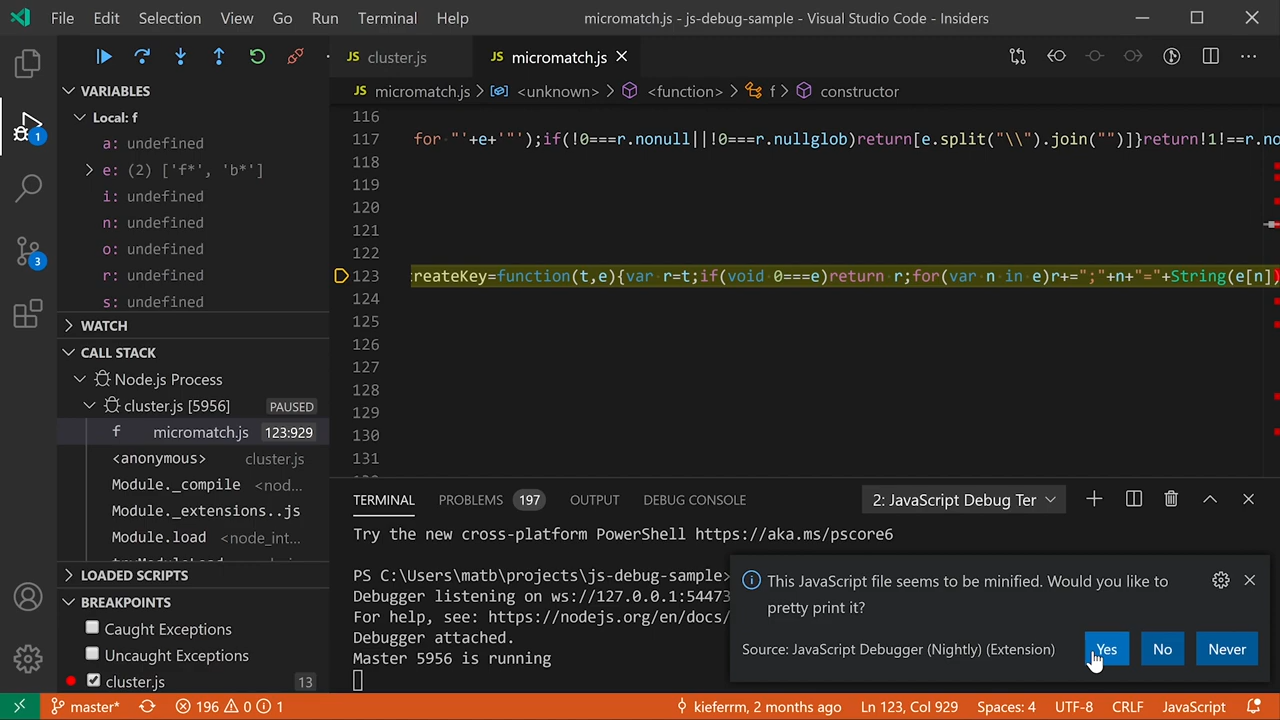 File Edit Selection View Go Run Terminal Help micromatch.js - js-debug-sample - Visual Studio Code - Insiders
JS cluster.js JS micromatch.js
VARIABLES
JS micromatch.js > <unknown> > <function> > f > constructor
Local: f
a: undefined
e: (2) ['f*', 'b*']
i: undefined
n: undefined
o: undefined
r: undefined
s: undefined
WATCH
CALL STACK
Node.js Process
cluster.js [5956] PAUSED
f micromatch.js 123:929
<anonymous> cluster.js
Module._compile <nod...
Module._extensions..js
Module.load <node_int...
LOADED SCRIPTS
BREAKPOINTS
Caught Exceptions
Uncaught Exceptions
cluster.js 13
1
3
116
117 for "'+e+'"');if(!0===r.nonull||!0===r.nullglob)return[e.split("\\").join("")]}return!1!==r.no
118
119
120
121
122
123 reateKey=function(t,e){var r=t;if(void 0===e)return r;for(var n in e)r+=";"+n+"="+String(e[n])
124
125
126
127
128
129
130
131
TERMINAL PROBLEMS 197 OUTPUT DEBUG CONSOLE 2: JavaScript Debug Ter
Try the new cross-platform PowerShell https://aka.ms/pscore6
PS C:\Users\matb\projects\js-debug-sample>
Debugger listening on ws://127.0.0.1:54473
For help, see: https://nodejs.org/en/docs/
Debugger attached.
Master 5956 is running
This JavaScript file seems to be minified. Would you like to
pretty print it?
Source: JavaScript Debugger (Nightly) (Extension) Yes No Never
master* 196 0 1 kieferrm, 2 months ago Ln 123, Col 929 Spaces: 4 UTF-8 CRLF JavaScript